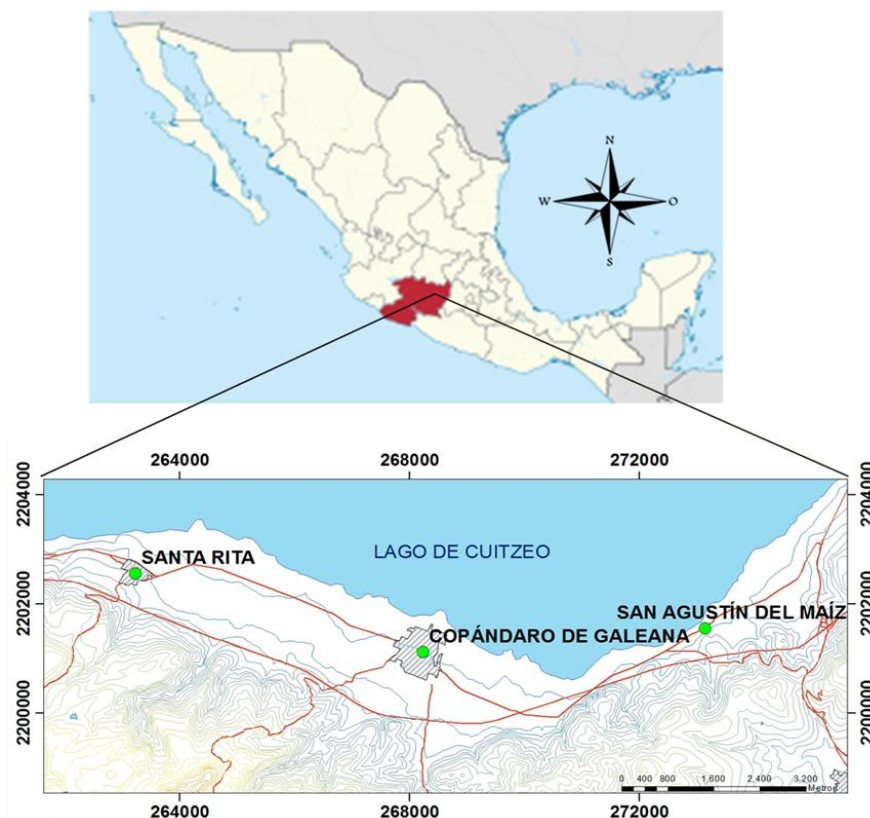 N
W
O
S
264000
268000
272000
2204000
2204000
LAGO DE CUITZEO
SANTA RITA
2202000
2202000
SAN AGUSTÍN DEL MAÍZ
COPÁNDARO DE GALEANA
2200000
2200000
0 400 800 1,600 2,400 3,200
Metros
264000
268000
272000